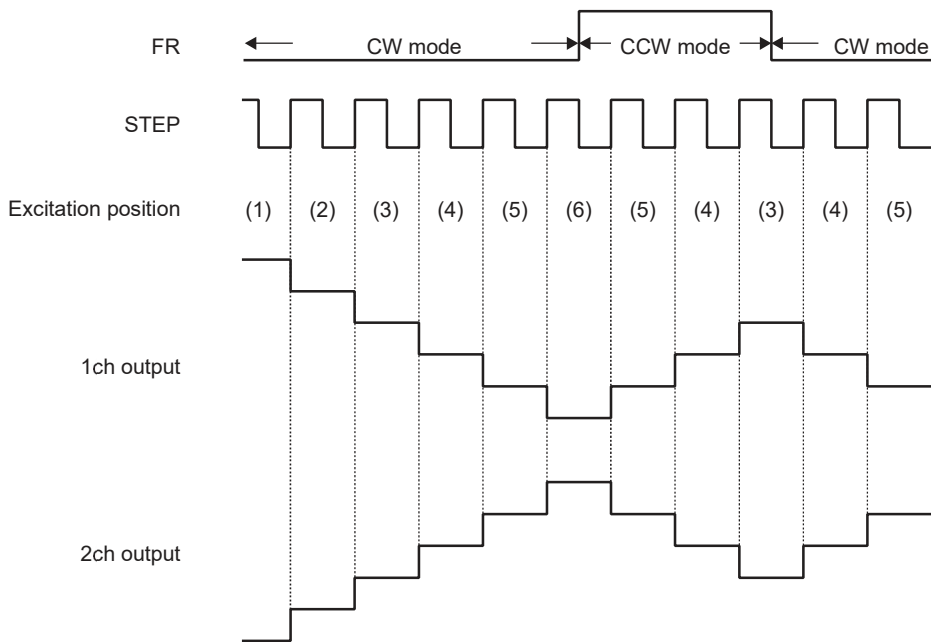 FR CW mode CCW mode CW mode
STEP
Excitation position (1) (2) (3) (4) (5) (6) (5) (4) (3) (4) (5)
1ch output
2ch output